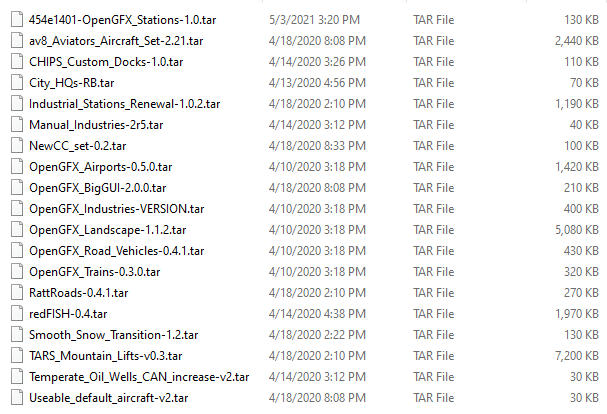 454e1401-OpenGFX_Stations-1.0.tar 5/3/2021 3:20 PM TAR File 130 KB
av8_Aviators_Aircraft_Set-2.21.tar 4/18/2020 8:08 PM TAR File 2,440 KB
CHIPS_Custom_Docks-1.0.tar 4/14/2020 3:26 PM TAR File 110 KB
City_HQs-RB.tar 4/13/2020 4:56 PM TAR File 70 KB
Industrial_Stations_Renewal-1.0.2.tar 4/18/2020 2:10 PM TAR File 1,190 KB
Manual_Industries-2r5.tar 4/14/2020 3:12 PM TAR File 40 KB
NewCC_set-0.2.tar 4/18/2020 8:33 PM TAR File 100 KB
OpenGFX_Airports-0.5.0.tar 4/10/2020 3:18 PM TAR File 1,420 KB
OpenGFX_BigGUI-2.0.0.tar 4/18/2020 8:08 PM TAR File 210 KB
OpenGFX_Industries-VERSION.tar 4/10/2020 3:18 PM TAR File 400 KB
OpenGFX_Landscape-1.1.2.tar 4/10/2020 3:18 PM TAR File 5,080 KB
OpenGFX_Road_Vehicles-0.4.1.tar 4/10/2020 3:18 PM TAR File 430 KB
OpenGFX_Trains-0.3.0.tar 4/10/2020 3:18 PM TAR File 320 KB
RattRoads-0.4.1.tar 4/18/2020 2:10 PM TAR File 270 KB
redFISH-0.4.tar 4/14/2020 4:38 PM TAR File 1,970 KB
Smooth_Snow_Transition-1.2.tar 4/18/2020 2:22 PM TAR File 130 KB
TARS_Mountain_Lifts-v0.3.tar 4/18/2020 2:10 PM TAR File 7,200 KB
Temperate_Oil_Wells_CAN_increase-v2.tar 4/14/2020 3:12 PM TAR File 30 KB
Useable_default_aircraft-v2.tar 4/18/2020 8:08 PM TAR File 30 KB